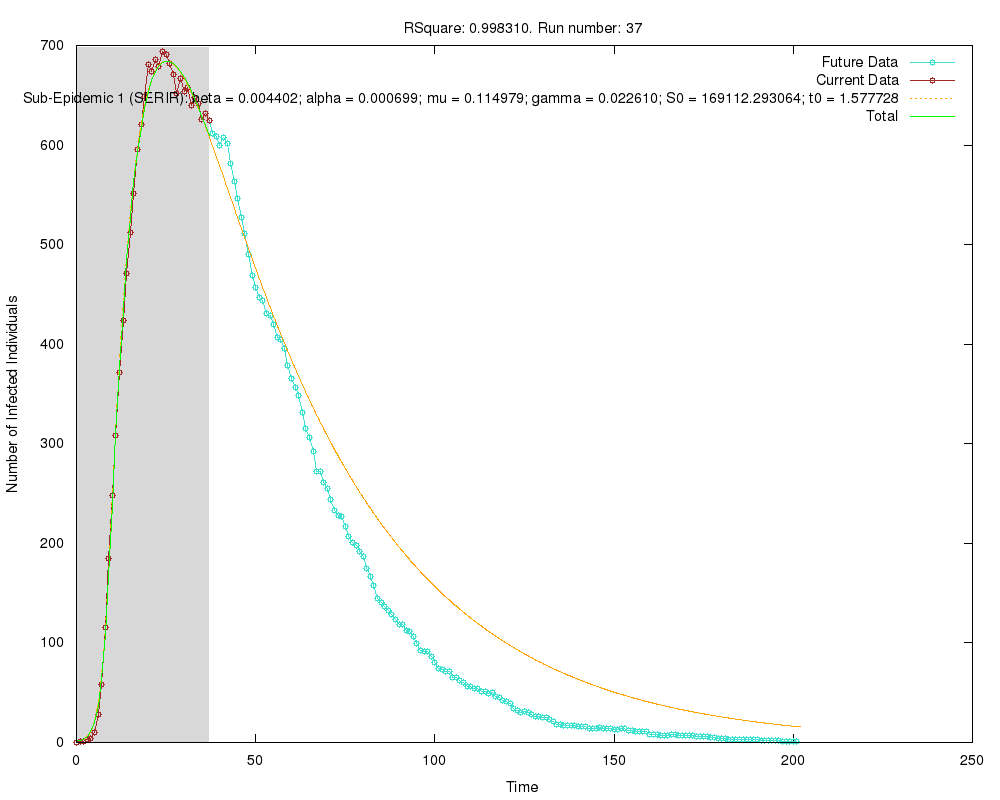 RSquare: 0.998310. Run number: 37
Future Data
Current Data
Sub-Epidemic 1 (SERIR): beta = 0.004402; alpha = 0.000699; mu = 0.114979; gamma = 0.022610; S0 = 169112.293064; t0 = 1.577728
Total
700
600
500
400
300
200
100
0
Number of Infected Individuals
0 50 100 150 200 250
Time